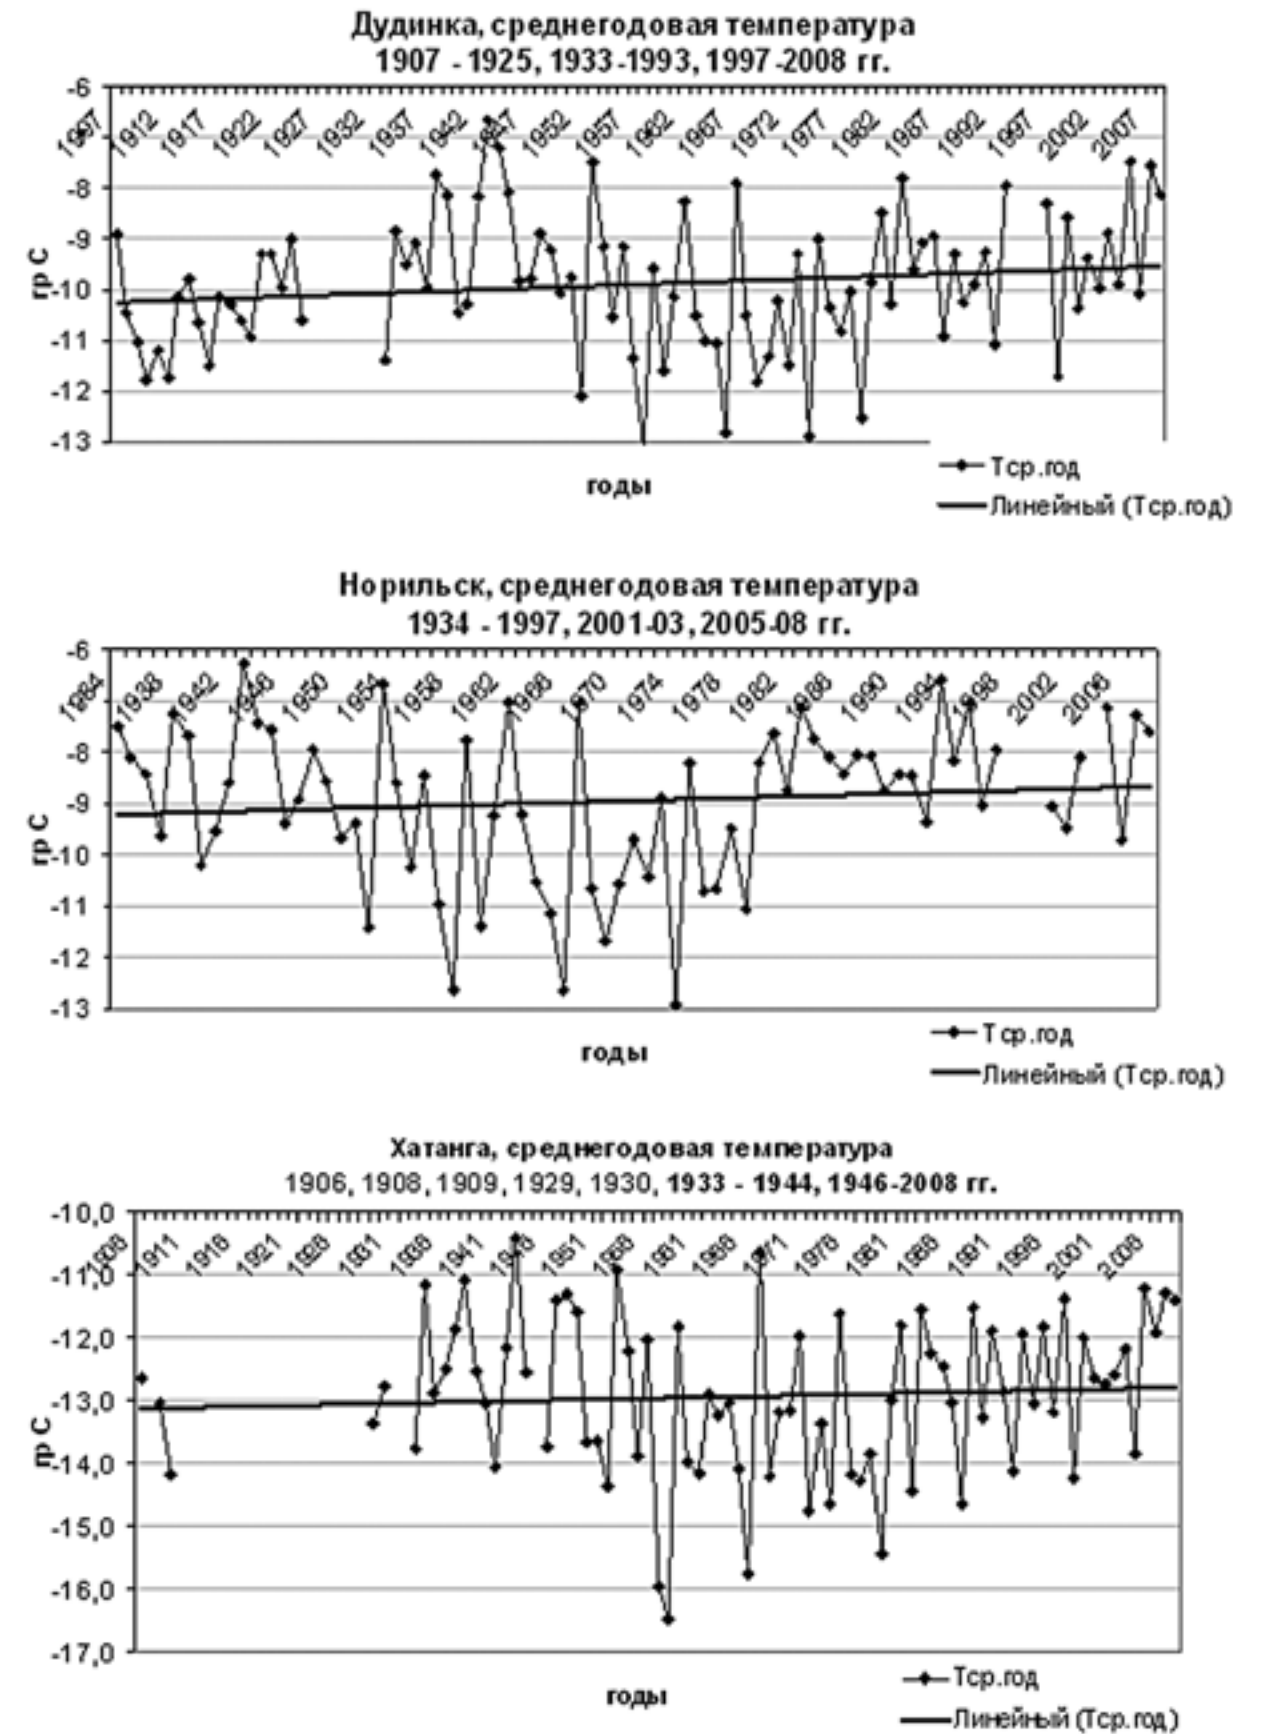 Дудинка, среднегодовая температура
1907 - 1925, 1933-1993, 1997-2008 гг.
-6
-8
-9
-10
-11
-12
-13
гр С
1912 1917 1922 1927 1932 1937 1942 1952 1957 1962 1967 1972 1977 1982 1987 1992 1997 2002 2007
годы
Тср.год
Линейный (Тср.год)
Норильск, среднегодовая температура
1934 - 1997, 2001-03, 2005-08 гг.
-6
-8
-9
-10
-11
-12
-13
гр С
1938 1942 1946 1950 1954 1958 1962 1966 1970 1974 1978 1982 1986 1990 1994 1998 2002 2006
годы
Тср.год
Линейный (Тср.год)
Хатанга, среднегодовая температура
1906, 1908, 1909, 1929, 1930, 1933 - 1944, 1946-2008 гг.
-10,0
-11,0
-12,0
-13,0
-14,0
-15,0
-16,0
-17,0
гр С
1906 1911 1916 1921 1926 1931 1936 1941 1946 1951 1971 1976 1981 1986 1991 1996 2001 2006
годы
Тср.год
Линейный (Тср.год)